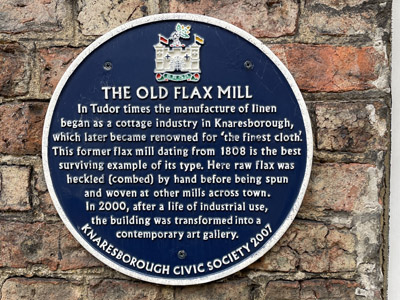 THE OLD FLAX MILL
In Tudor times the manufacture of linen
began as a cottage industry in Knaresborough,
which later became renowned for 'the finest cloth'.
This former flax mill dating from 1808 is the best
surviving example of its type. Here raw flax was
heckled (combed) by hand before being spun
and woven at other mills across town.
In 2000, after a life of industrial use,
the building was transformed into a
contemporary art gallery.
KNARESBOROUGH CIVIC SOCIETY 2007